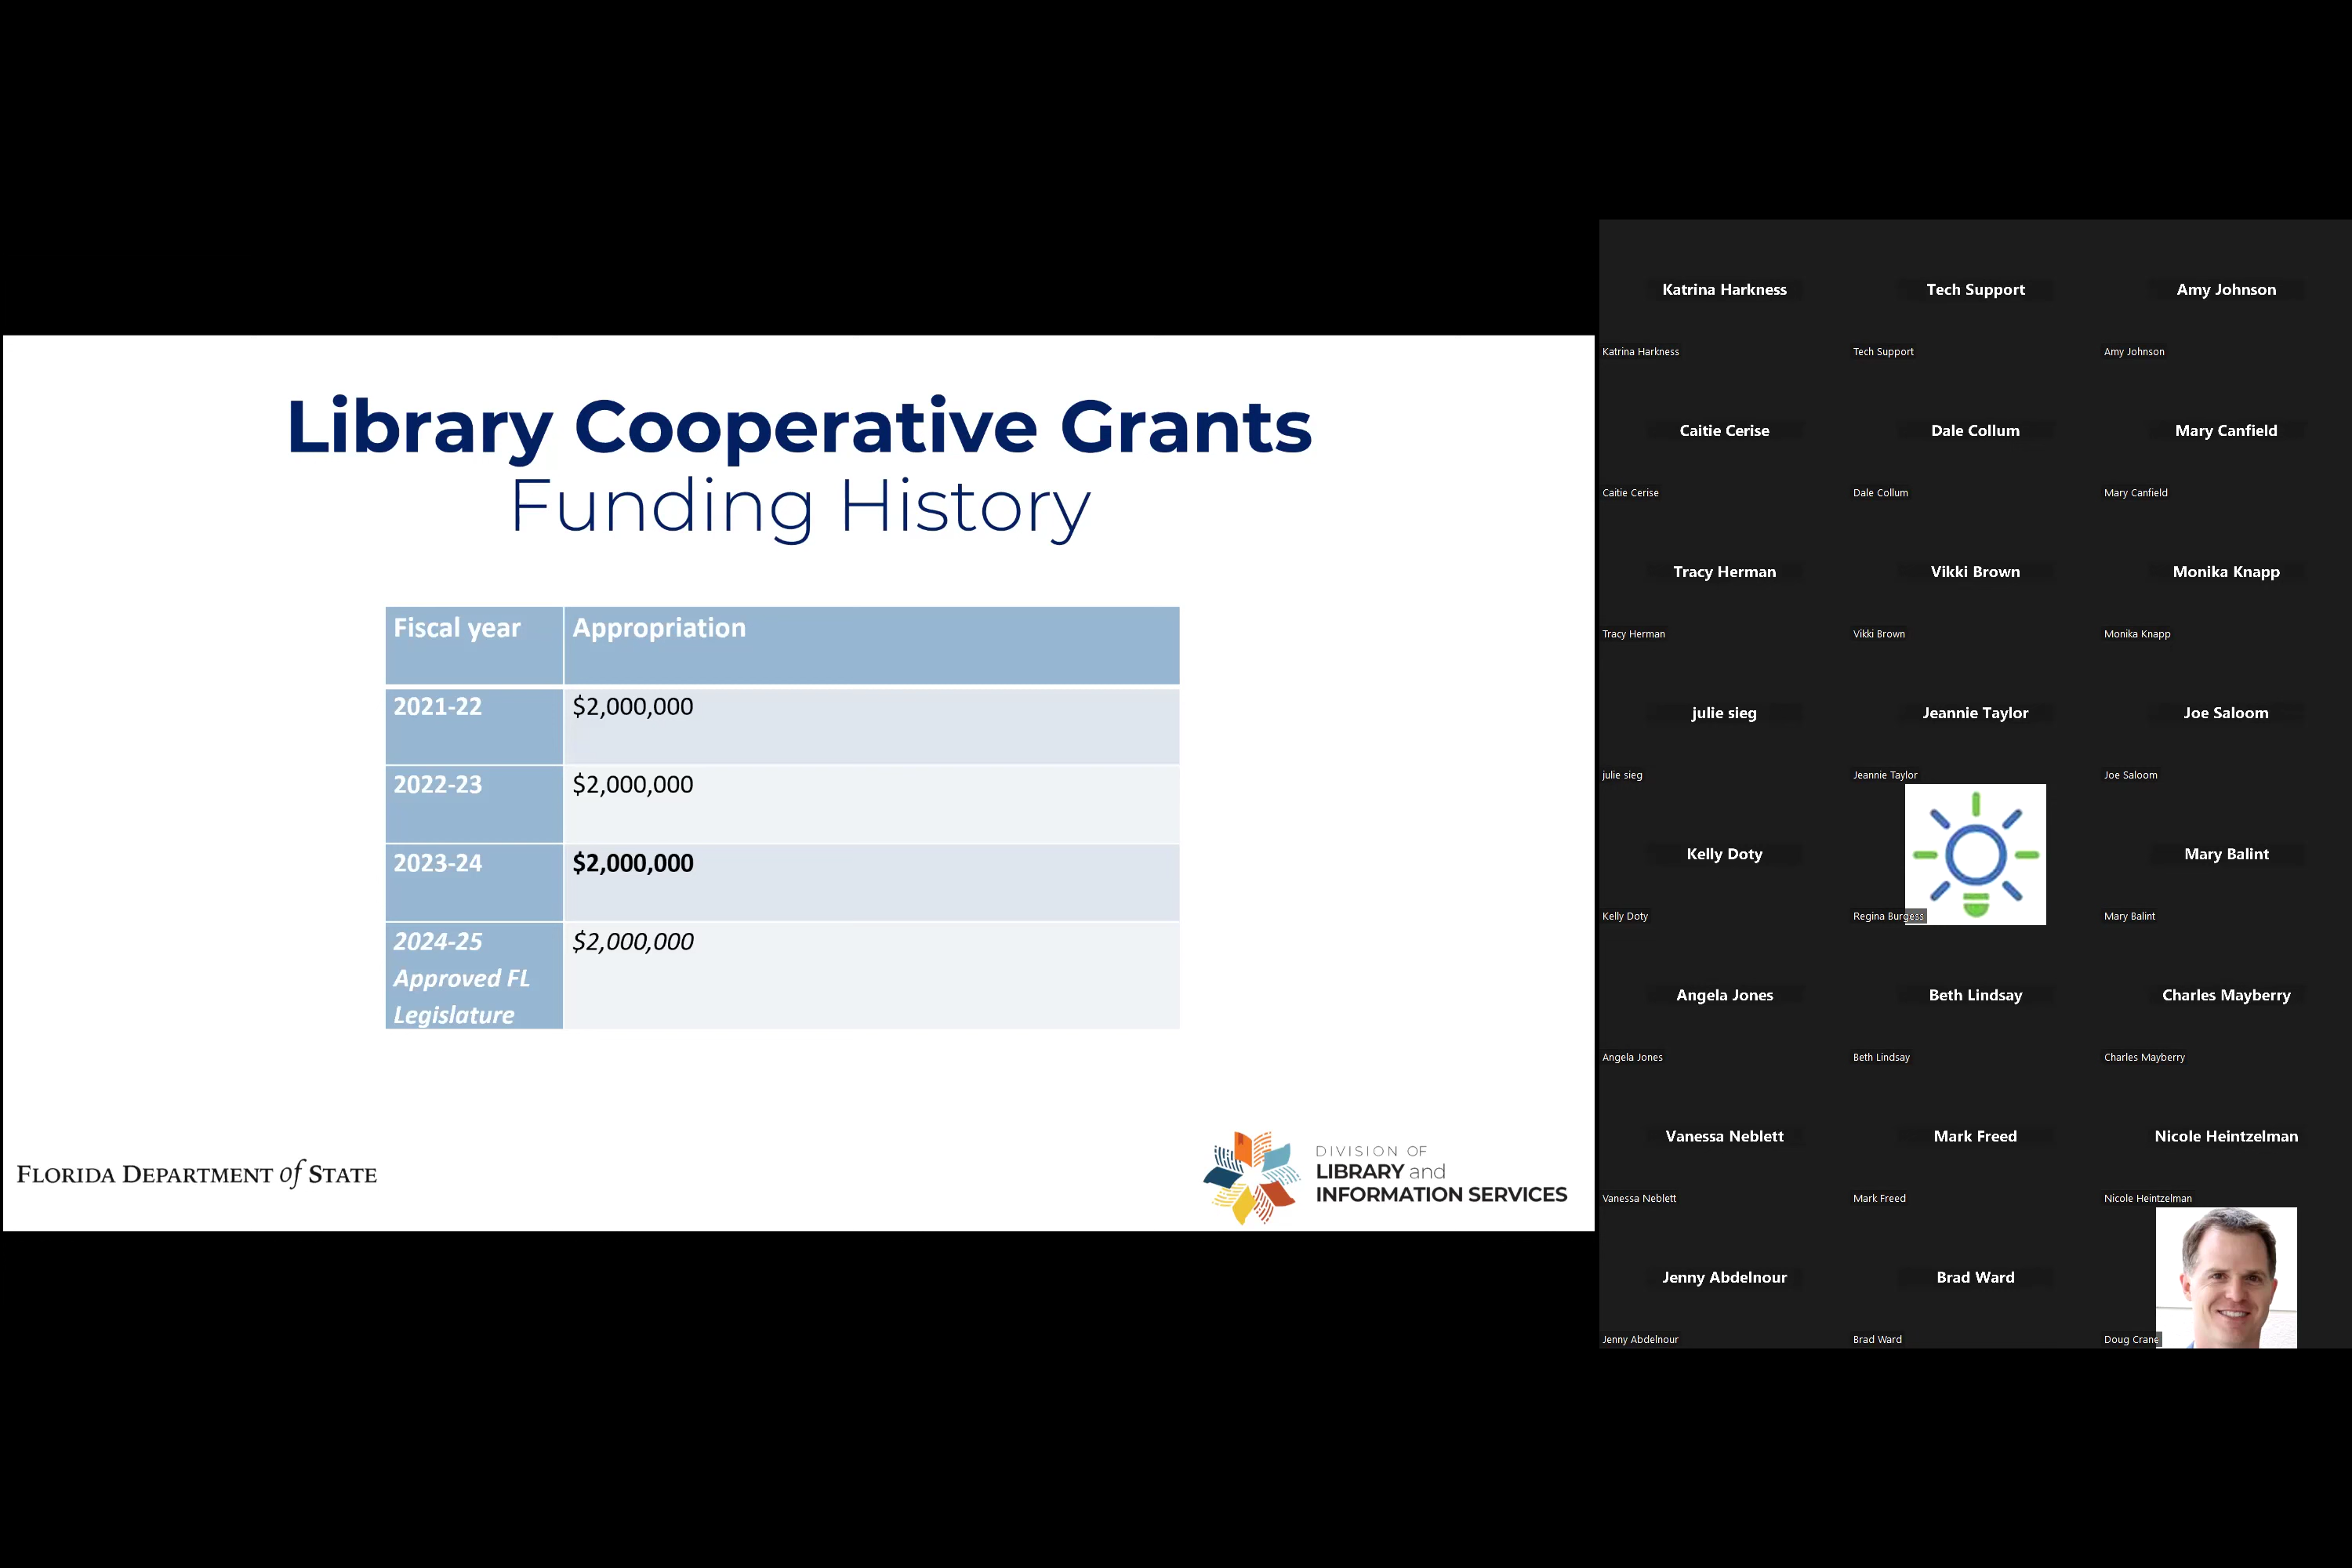 Library Cooperative Grants
Funding History
Fiscal year Appropriation
2021-22 $2,000,000
2022-23 $2,000,000
2023-24 $2,000,000
2024-25 $2,000,000
Approved FL
Legislature
FLORIDA DEPARTMENT of STATE
DIVISION OF
LIBRARY and
INFORMATION SERVICES
Katrina Harkness Tech Support Amy Johnson
Katrina Harkness Tech Support Amy Johnson
Caitie Cerise Dale Collum Mary Canfield
Caitie Cerise Dale Collum Mary Canfield
Tracy Herman Vikki Brown Monika Knapp
Tracy Herman Vikki Brown Monika Knapp
julie sieg Jeannie Taylor Joe Saloom
julie sieg Jeannie Taylor Joe Saloom
Kelly Doty Mary Balint
Kelly Doty Regina Burgess Mary Balint
Angela Jones Beth Lindsay Charles Mayberry
Angela Jones Beth Lindsay Charles Mayberry
Vanessa Neblett Mark Freed Nicole Heintzelman
Vanessa Neblett Mark Freed Nicole Heintzelman
Jenny Abdelnour Brad Ward
Jenny Abdelnour Brad Ward Doug Crane